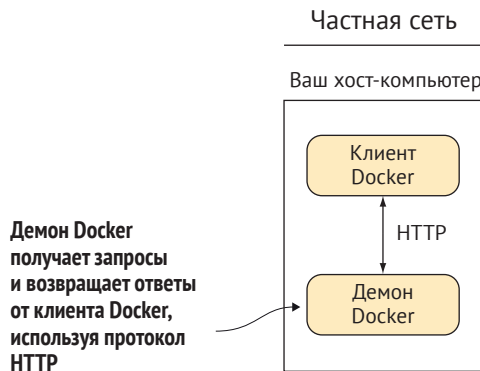 Частная сеть
Ваш хост-компьютер
Клиент
Docker
HTTP
Демон Docker
получает запросы
и возвращает ответы
от клиента Docker,
используя протокол
HTTP
Демон
Docker